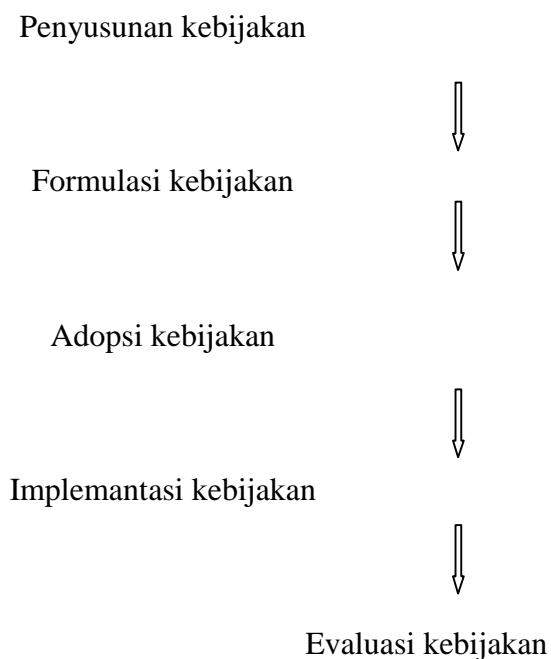 Penyusunan kebijakan
Formulasi kebijakan
Adopsi kebijakan
Implemantasi kebijakan
Evaluasi kebijakan